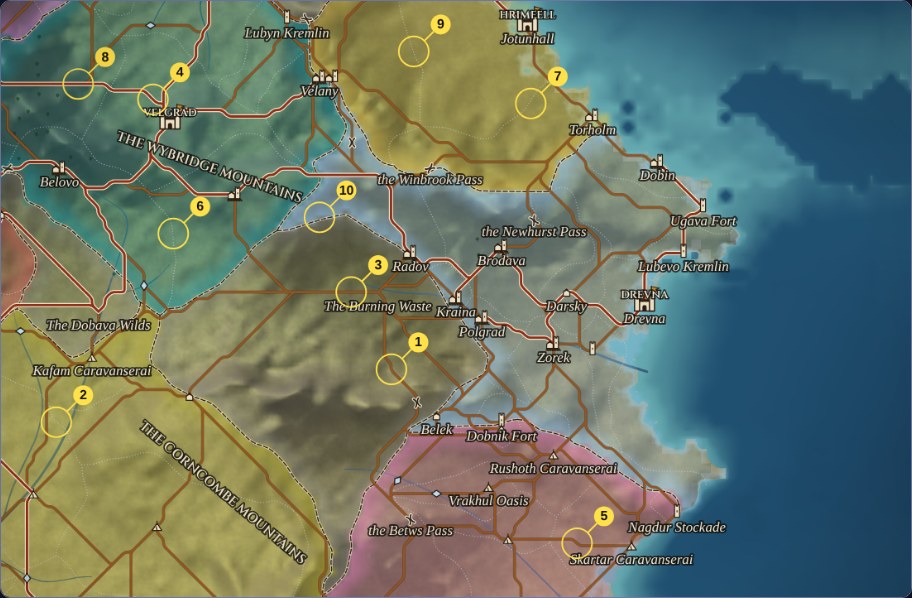 HRIMFELL
Jotunhall
Lubyn Kremlin
9
8
4
7
Velany
VELGRAD
Torholm
THE WYBRIDGE MOUNTAINS
Belovo
the Winbrook Pass
Dobin
10
6
Ugava Fort
the Newhurst Pass
Brodava
3
Radov
Lubevo Kremlin
DREVNA
Drevna
The Burning Waste
Kraina
Darsky
The Dobava Wilds
Polgrad
1
Zorek
Kafam Caravanserai
2
Belek
Dobnik Fort
THE CORNCOMBE MOUNTAINS
Rushoth Caravanserai
Vrakhul Oasis
5
Nagdur Stockade
the Betws Pass
Skartar Caravanserai